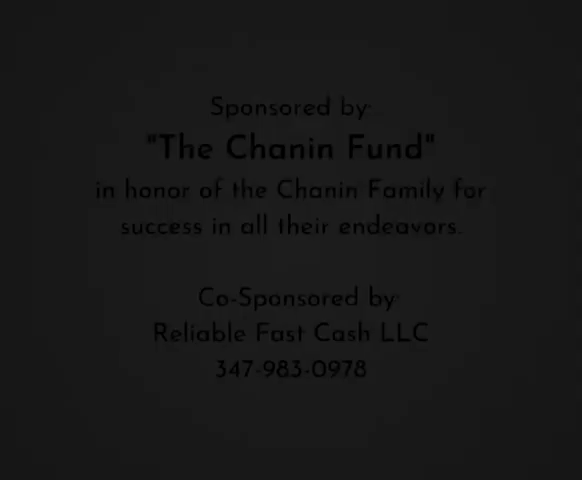 Sponsored by
"The Chanin Fund"
in honor of the Chanin Family for
success in all their endeavors.
Co-Sponsored by
Reliable Fast Cash LLC
347-983-0978